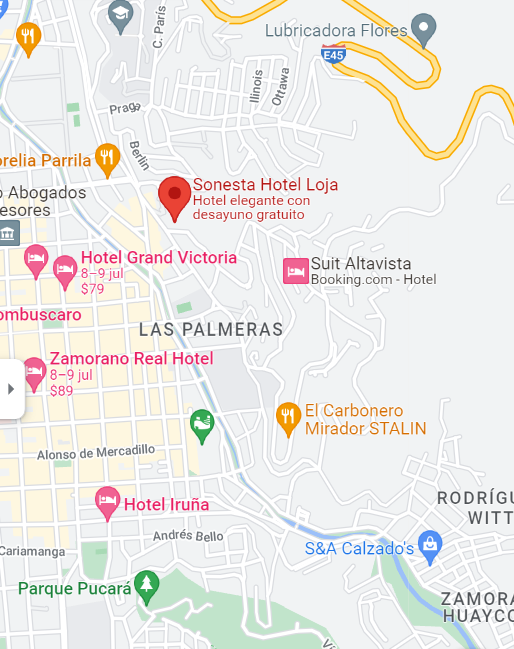 C. París
Lubricadora Flores
E45
Ilinois
Ottawa
Praga
Berlín
orelia Parrila
Sonesta Hotel Loja
Hotel elegante con
desayuno gratuito
o Abogados
esores
Hotel Grand Victoria
8–9 jul
$79
Suit Altavista
Booking.com - Hotel
ombuscaro
LAS PALMERAS
Zamorano Real Hotel
8–9 jul
$89
El Carbonero
Mirador STALIN
Alonso de Mercadillo
RODRÍGU
WITT
Hotel Iruña
Andrés Bello
S&A Calzado's
Cariamanga
Parque Pucará
ZAMORA
HUAYCO